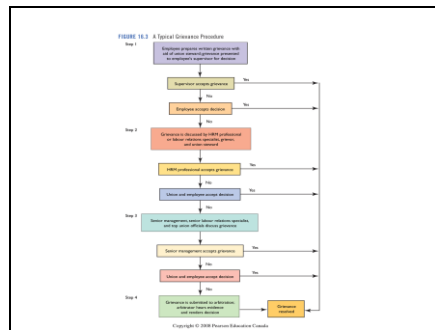 FIGURE 16.3 A Typical Grievance Procedure
Step 1
Employee prepares written grievance with
aid of union steward; grievance presented
to employee's supervisor for decision
Supervisor accepts grievance
Yes
No
Employee accepts decision
Yes
No
Step 2
Grievance is discussed by HRM professional
or labour relations specialist, griever,
and union steward
HRM professional accepts grievance
Yes
No
Union and employee accept decision
Yes
No
Step 3
Senior management, senior labour relations specialist,
and top union officials discuss grievance
Senior management accepts grievance
Yes
No
Union and employee accept decision
Yes
No
Step 4
Grievance is submitted to arbitration;
arbitrator hears evidence
and renders decision
Grievance
resolved
Copyright © 2008 Pearson Education Canada